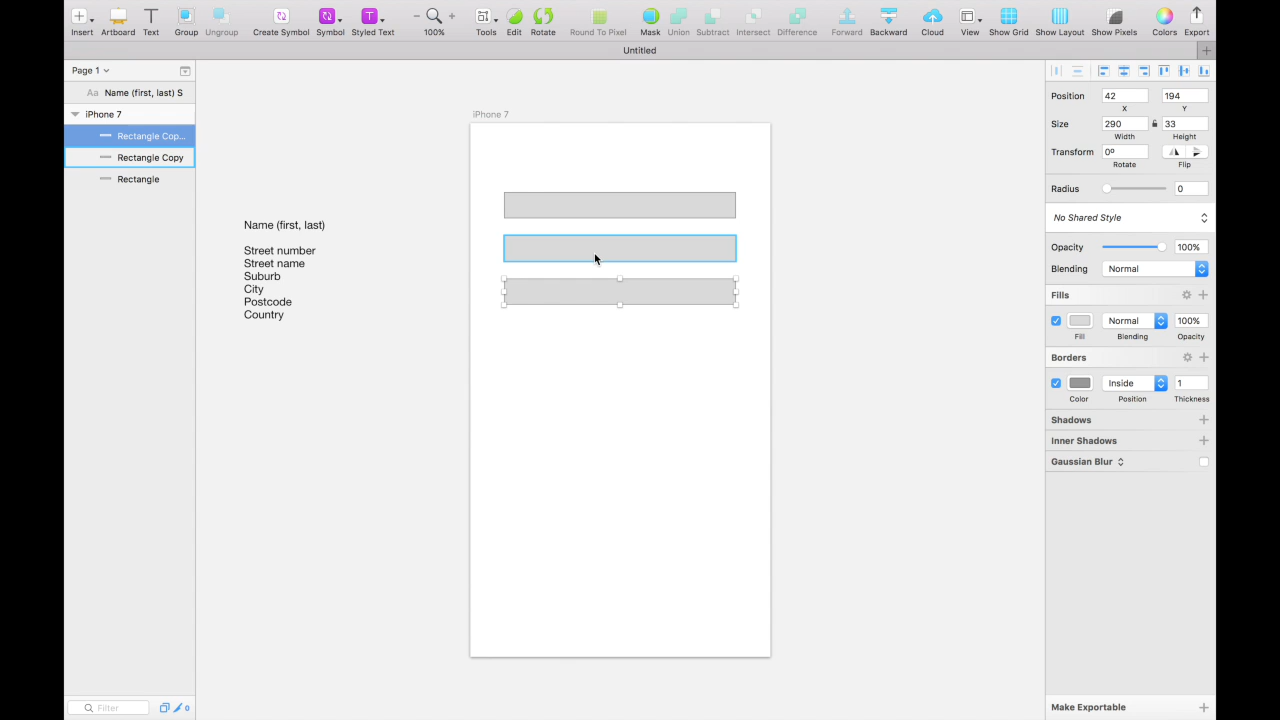 Insert Artboard Text Group Ungroup Create Symbol Symbol Styled Text 100% Tools Edit Rotate Round To Pixel Mask Union Subtract Intersect Difference Forward Backward Cloud View Show Grid Show Layout Show Pixels Colors Export
Untitled
Page 1
Aa Name (first, last) S
iPhone 7
Rectangle Cop...
Rectangle Copy
Rectangle
Filter
0
iPhone 7
Name (first, last)
Street number
Street name
Suburb
City
Postcode
Country
Position 42 194
X Y
Size 290 33
Width Height
Transform 0º
Rotate Flip
Radius 0
No Shared Style
Opacity 100%
Blending Normal
Fills
Normal 100%
Fill Blending Opacity
Borders
Inside 1
Color Position Thickness
Shadows
Inner Shadows
Gaussian Blur
Make Exportable